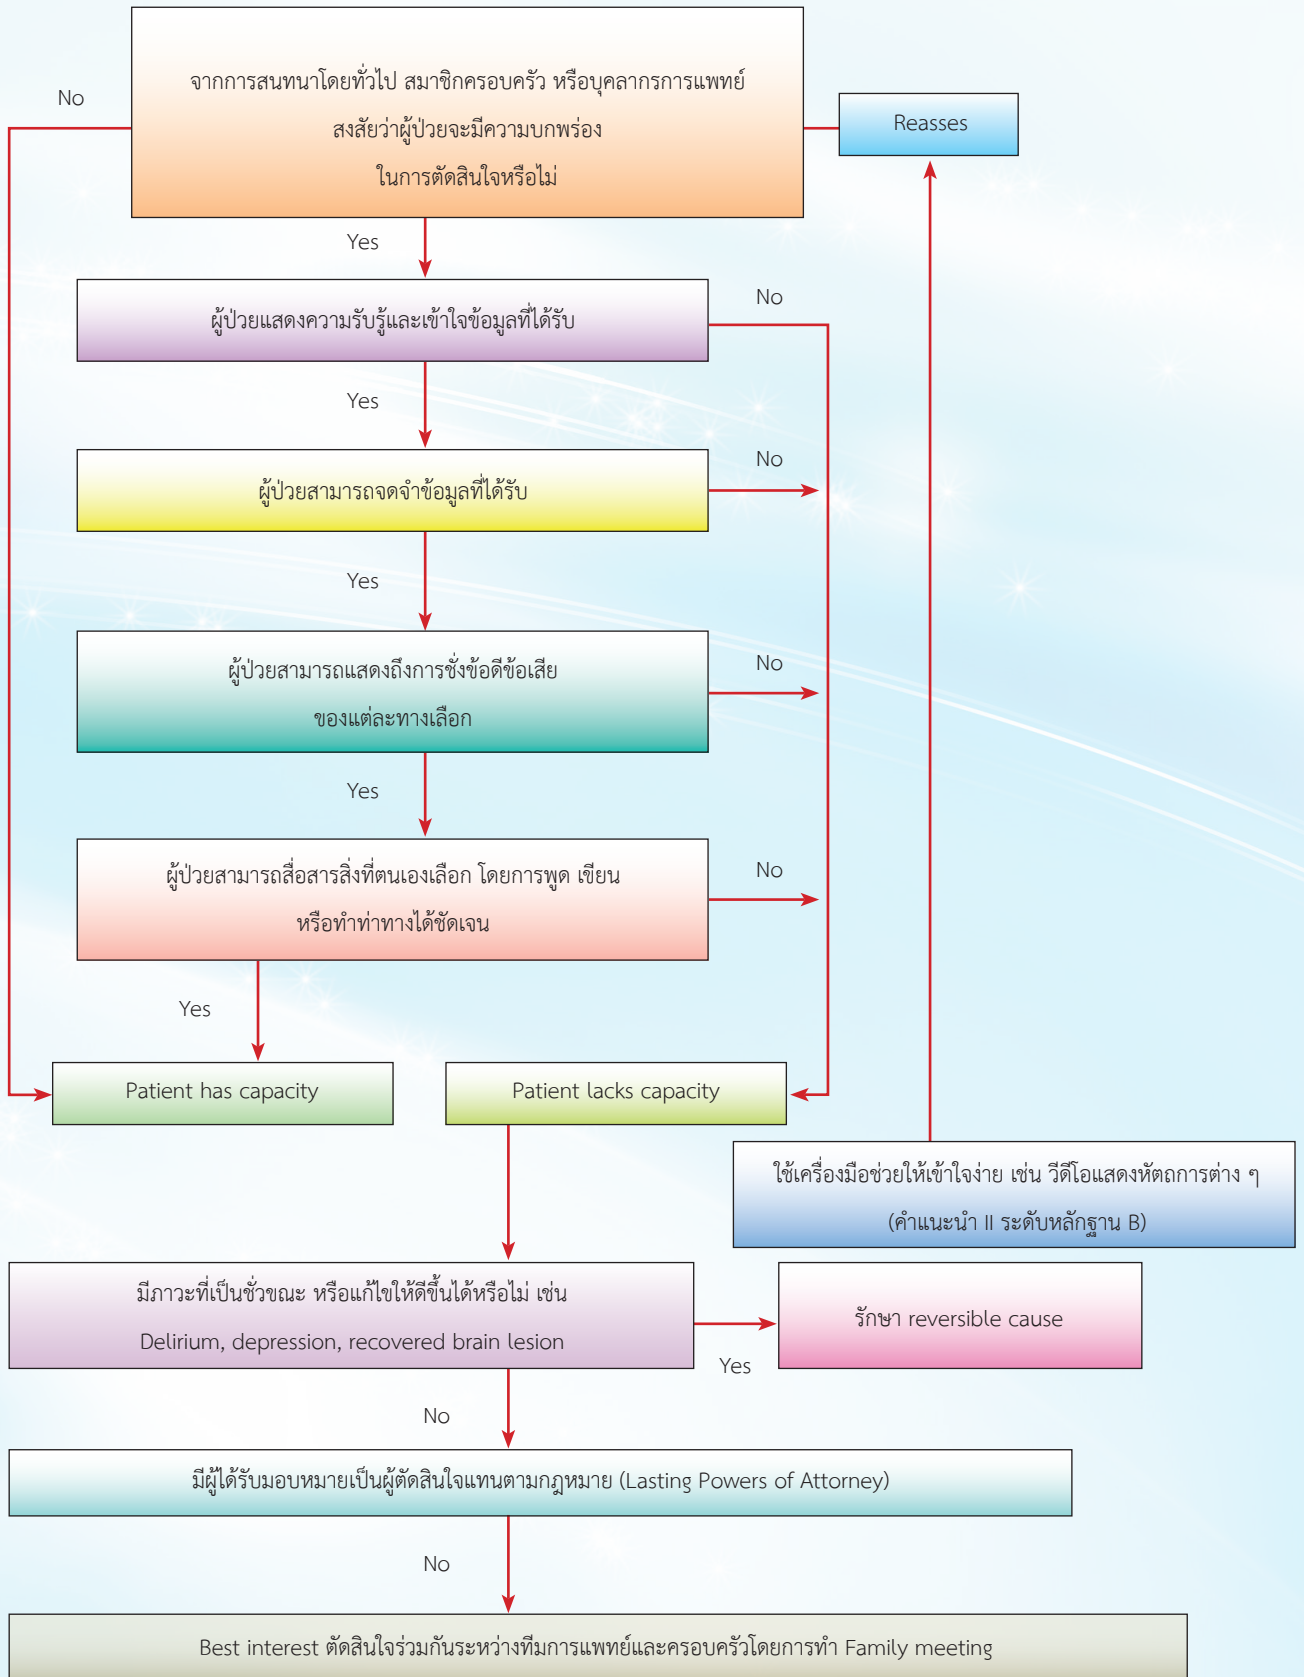 จากการสนทนาโดยทั่วไป สมาชิกครอบครัว หรือบุคลากรการแพทย์
สงสัยว่าผู้ป่วยจะมีความบกพร่อง
ในการตัดสินใจหรือไม่
No
Reasses
Yes
ผู้ป่วยแสดงความรับรู้และเข้าใจข้อมูลที่ได้รับ
No
Yes
ผู้ป่วยสามารถจดจำข้อมูลที่ได้รับ
No
Yes
ผู้ป่วยสามารถแสดงถึงการชั่งข้อดีข้อเสีย
ของแต่ละทางเลือก
No
Yes
ผู้ป่วยสามารถสื่อสารสิ่งที่ตนเองเลือก โดยการพูด เขียน
หรือทำท่าทางได้ชัดเจน
No
Yes
Patient has capacity
Patient lacks capacity
ใช้เครื่องมือช่วยให้เข้าใจง่าย เช่น วีดีโอแสดงหัตถการต่าง ๆ
(คำแนะนำ II ระดับหลักฐาน B)
มีภาวะที่เป็นชั่วขณะ หรือแก้ไขให้ดีขึ้นได้หรือไม่ เช่น
Delirium, depression, recovered brain lesion
Yes
รักษา reversible cause
No
มีผู้ได้รับมอบหมายเป็นผู้ตัดสินใจแทนตามกฎหมาย (Lasting Powers of Attorney)
No
Best interest ตัดสินใจร่วมกันระหว่างทีมการแพทย์และครอบครัวโดยการทำ Family meeting